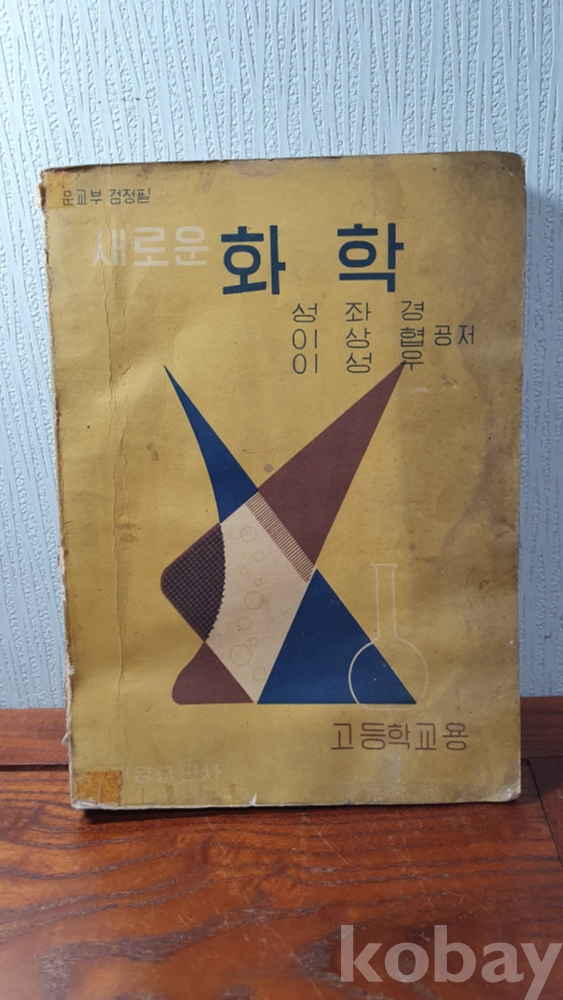 문교부 검정필
새로운 화학
성좌경
이상협 공저
이성우
고등학교용
kobay